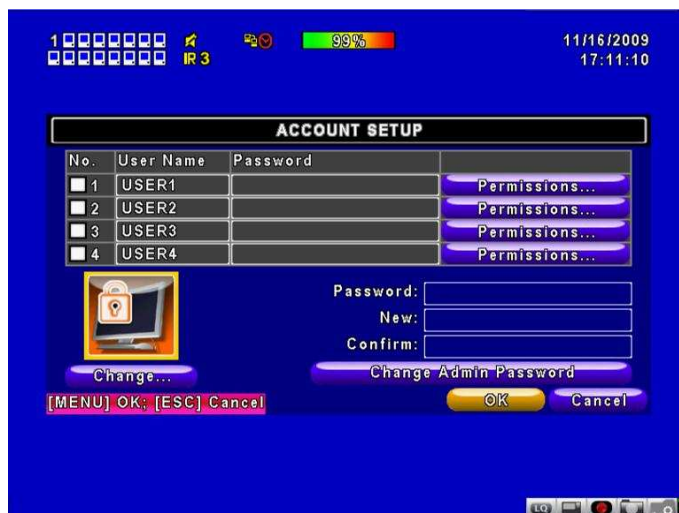 1 99% 11/16/2009
IR 3 17:11:10
ACCOUNT SETUP
No. User Name Password
1 USER1 Permissions...
2 USER2 Permissions...
3 USER3 Permissions...
4 USER4 Permissions...
Password:
New:
Confirm:
Change... Change Admin Password
[MENU] OK; [ESC] Cancel OK Cancel
LQ